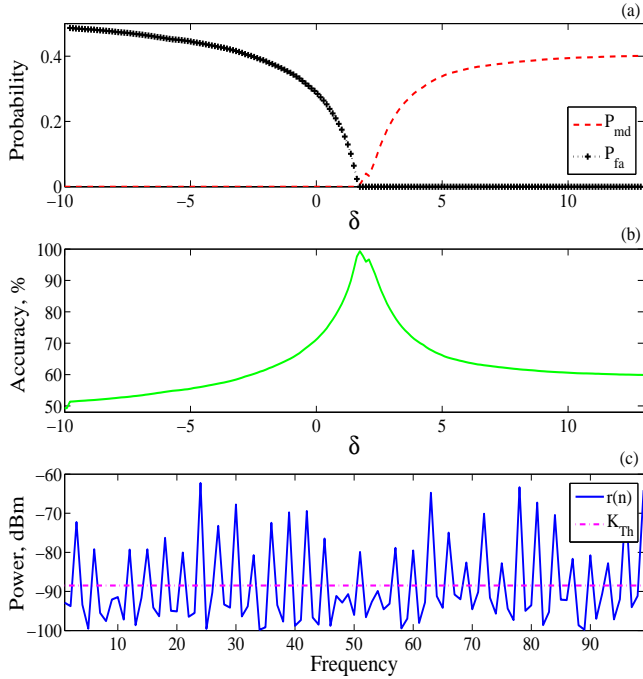 (a)
Probability
0.4
0.2
0
−10
−5
0
5
10
δ
P_md
P_fa
(b)
Accuracy, %
100
90
80
70
60
50
−10
−5
0
5
10
δ
(c)
Power, dBm
−60
−70
−80
−90
−100
10
20
30
40
50
60
70
80
90
Frequency
r(n)
K_Th